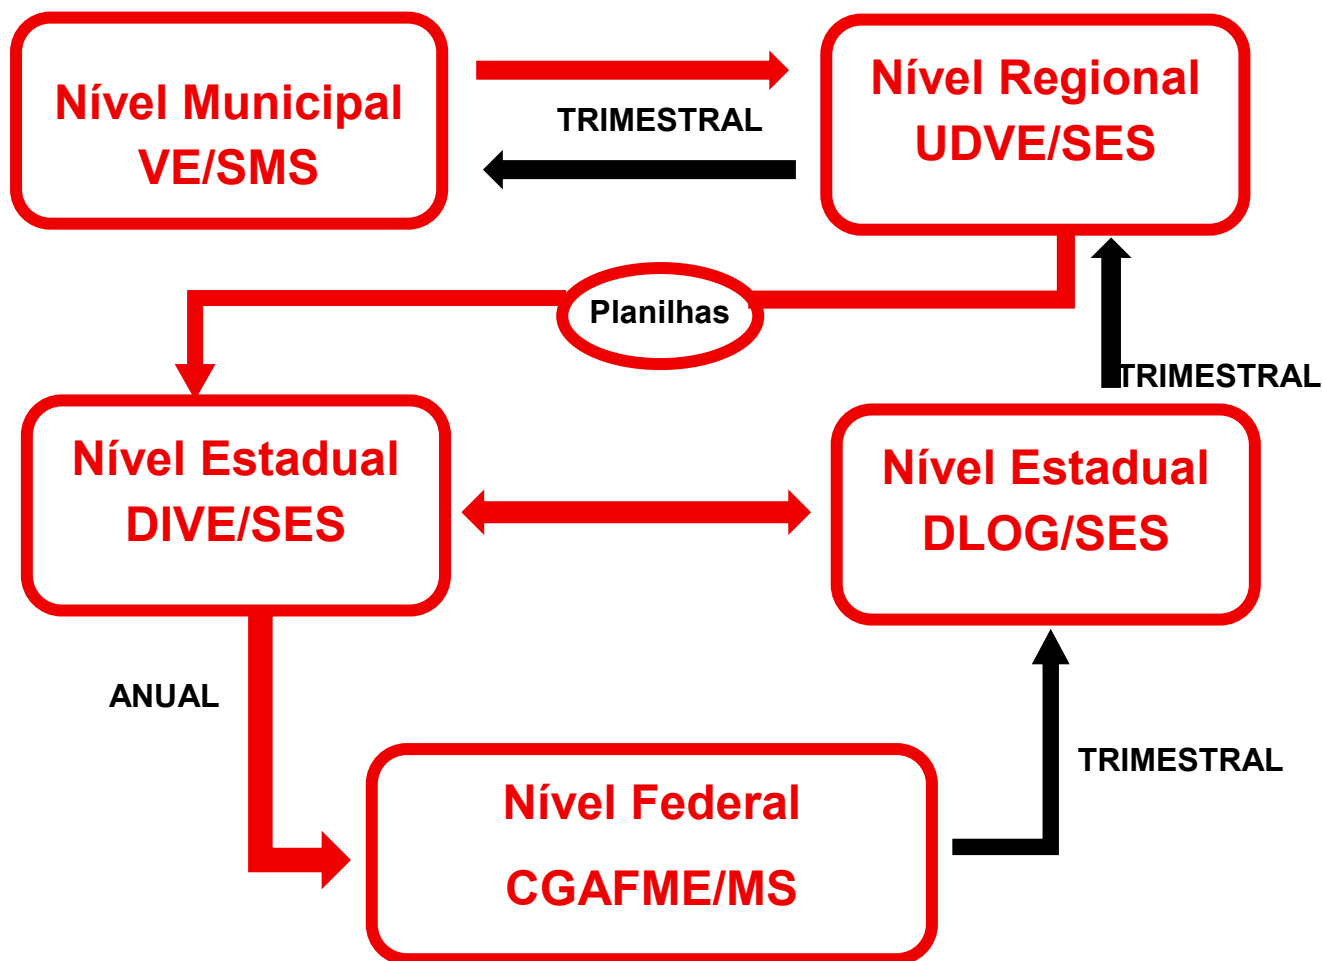 Nível Municipal
VE/SMS
TRIMESTRAL
Nível Regional
UDVE/SES
Planilhas
TRIMESTRAL
Nível Estadual
DIVE/SES
Nível Estadual
DLOG/SES
ANUAL
TRIMESTRAL
Nível Federal
CGAFME/MS